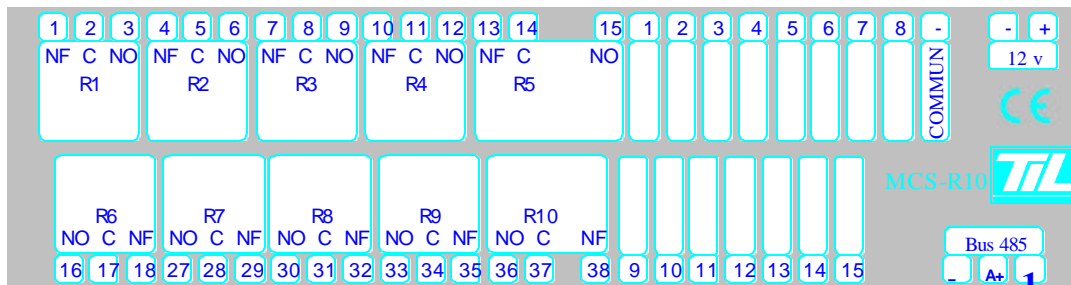 1 2 3 4 5 6 7 8 9 10 11 12 13 14 15 1 2 3 4 5 6 7 8 - - +
NF C NO NF C NO NF C NO NF C NO NF C NO 12 v
R1 R2 R3 R4 R5
COMMUN
CE
MCS-R10 TiL
R6 R7 R8 R9 R10
NO C NF NO C NF NO C NF NO C NF NO C NF Bus 485
16 17 18 27 28 29 30 31 32 33 34 35 36 37 38 9 10 11 12 13 14 15 - A+ 1